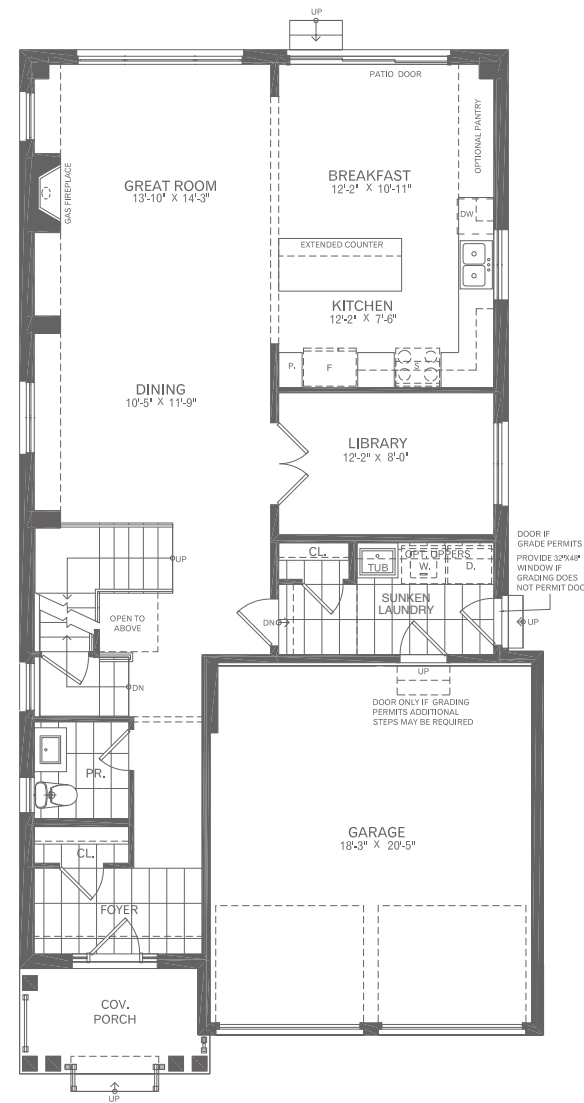 UP
PATIO DOOR
OPTIONAL PANTRY
GAS FIREPLACE
GREAT ROOM
13'-10" X 14'-3"
BREAKFAST
12'-2" X 10'-11"
DW
EXTENDED COUNTER
KITCHEN
12'-2" X 7'-6"
P.
F
S
DINING
10'-5" X 11'-9"
LIBRARY
12'-2" X 8'-0"
DOOR IF
GRADE PERMITS
PROVIDE 32"X48"
WINDOW IF
GRADING DOES
NOT PERMIT DOO
UP
CL.
OPT. UPPERS
TUB
W.
D.
SUNKEN
LAUNDRY
OPEN TO
ABOVE
DN
UP
DN
UP
DOOR ONLY IF GRADING
PERMITS ADDITIONAL
STEPS MAY BE REQUIRED
PR.
GARAGE
18'-3" X 20'-5"
CL.
FOYER
COV.
PORCH
UP